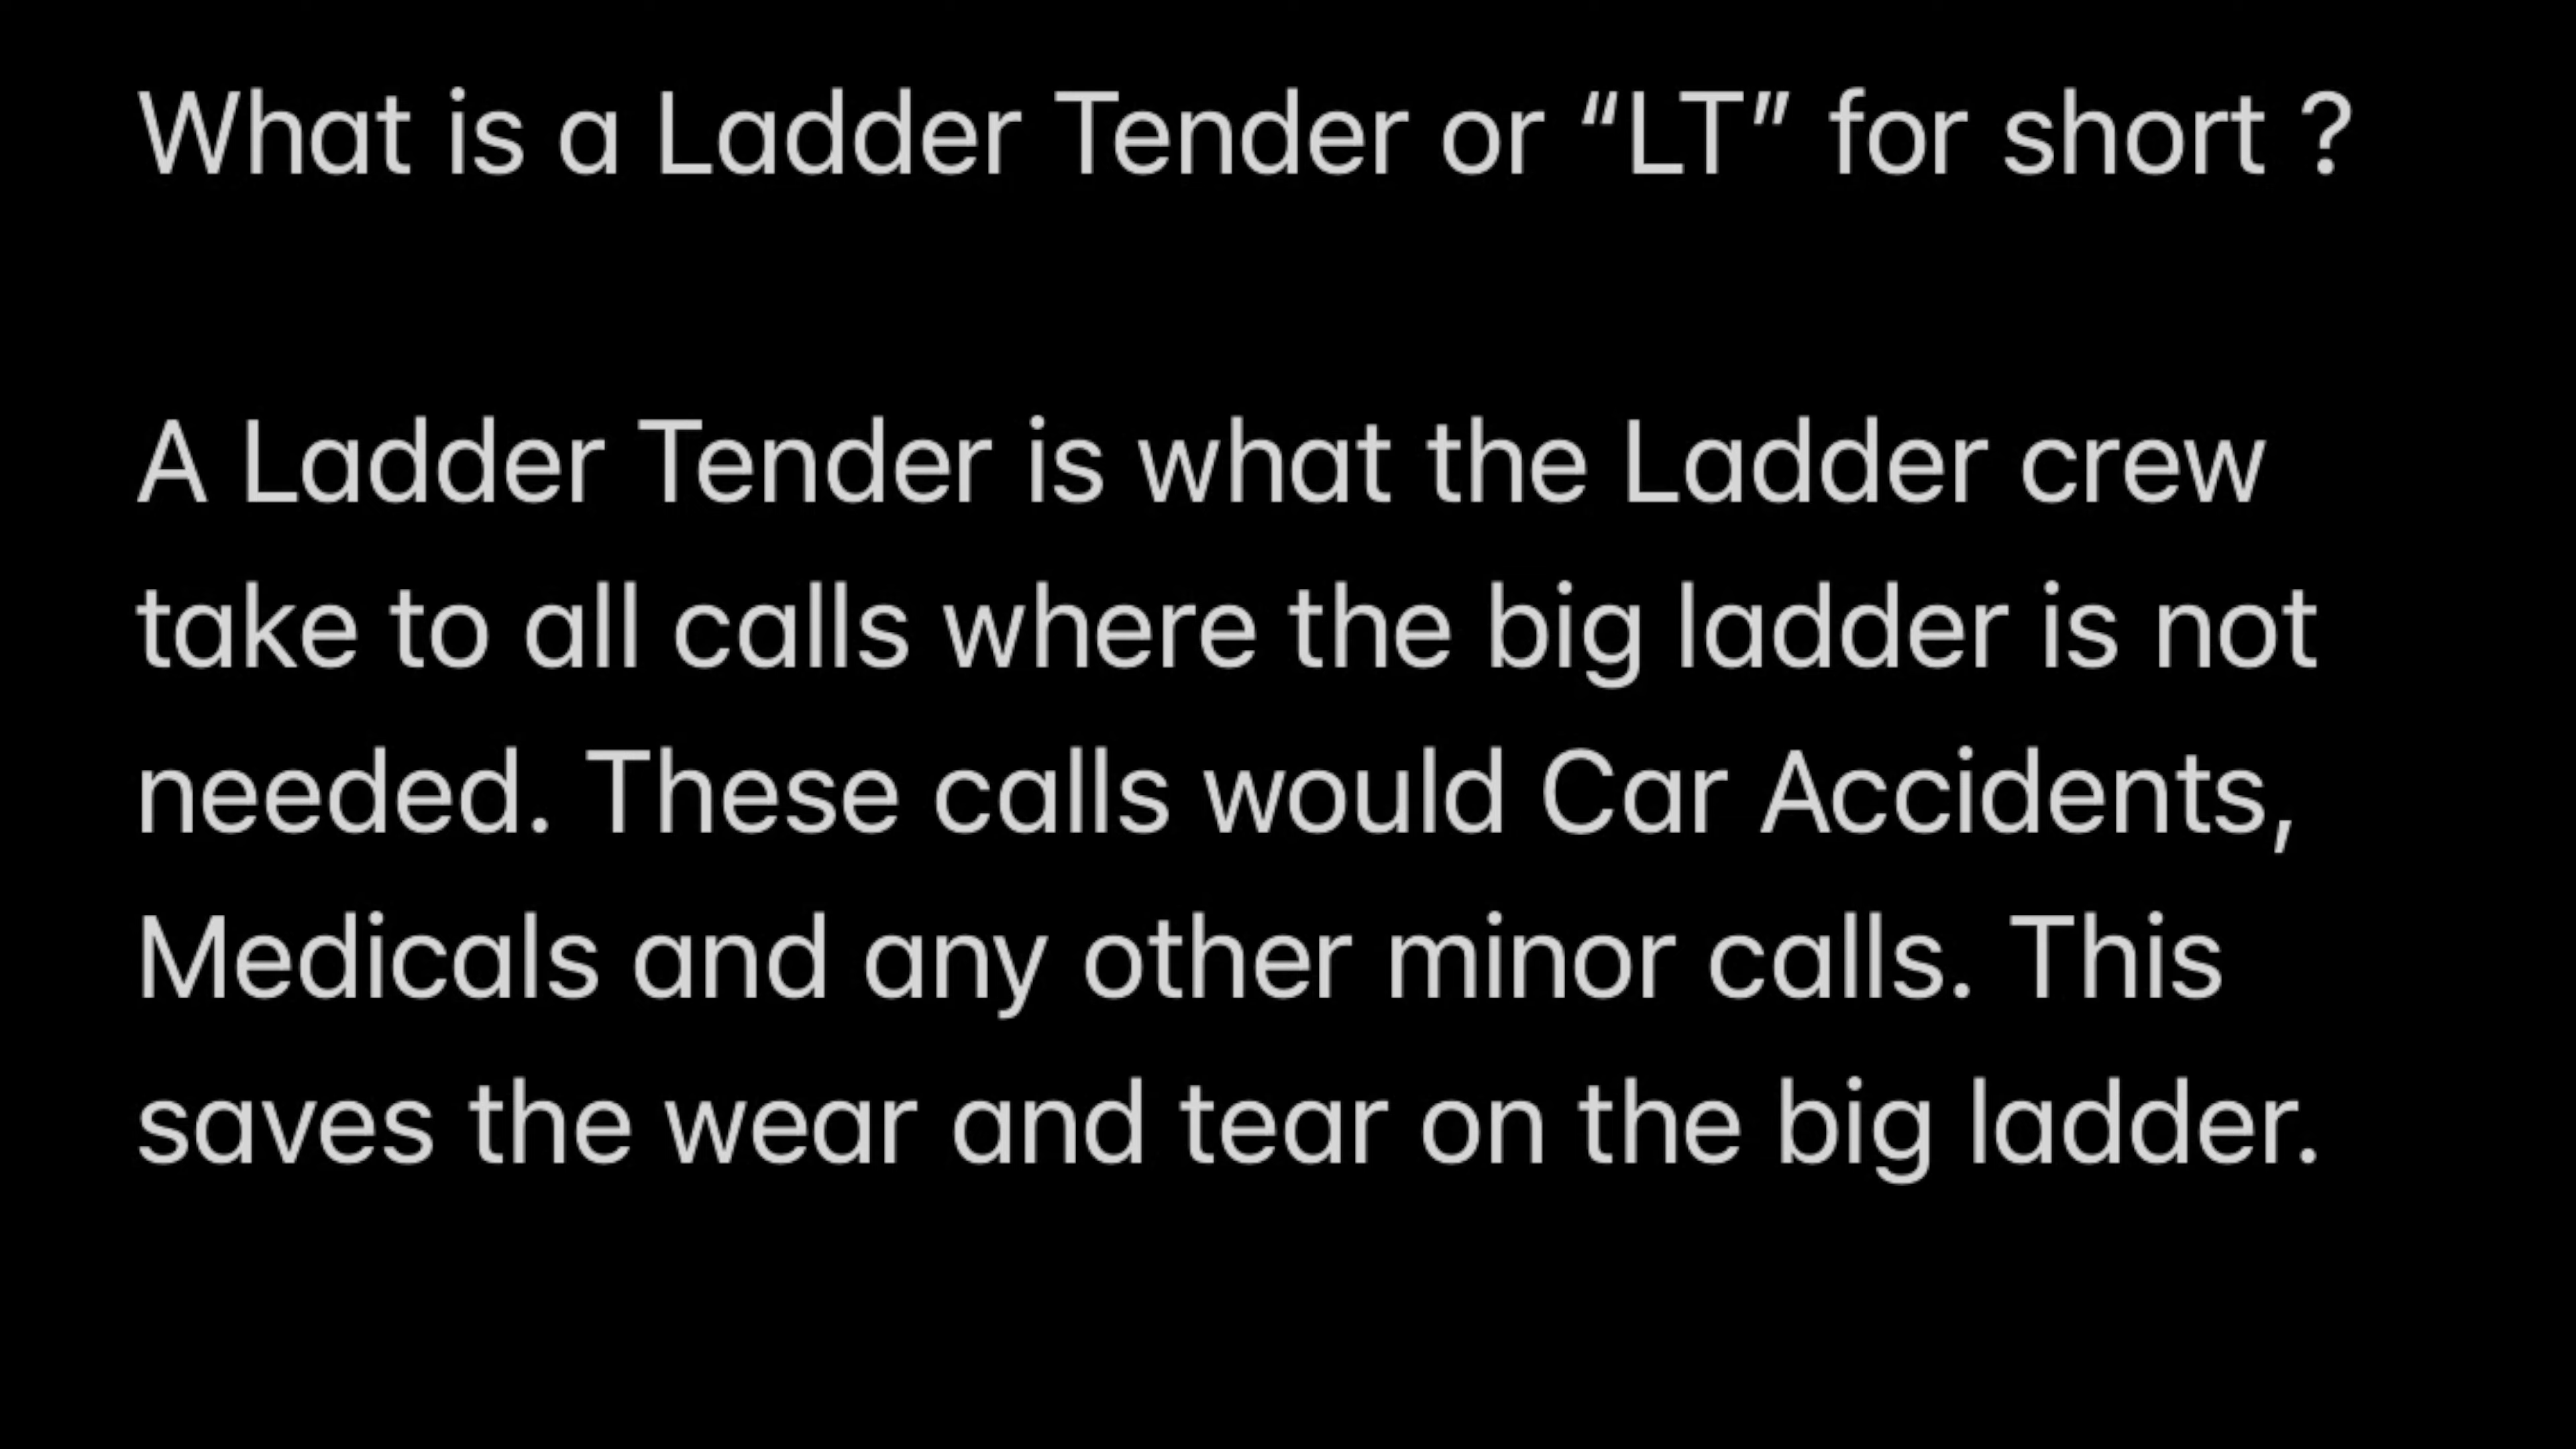 What is a Ladder Tender or “LT” for short ?
A Ladder Tender is what the Ladder crew
take to all calls where the big ladder is not
needed. These calls would Car Accidents,
Medicals and any other minor calls. This
saves the wear and tear on the big ladder.